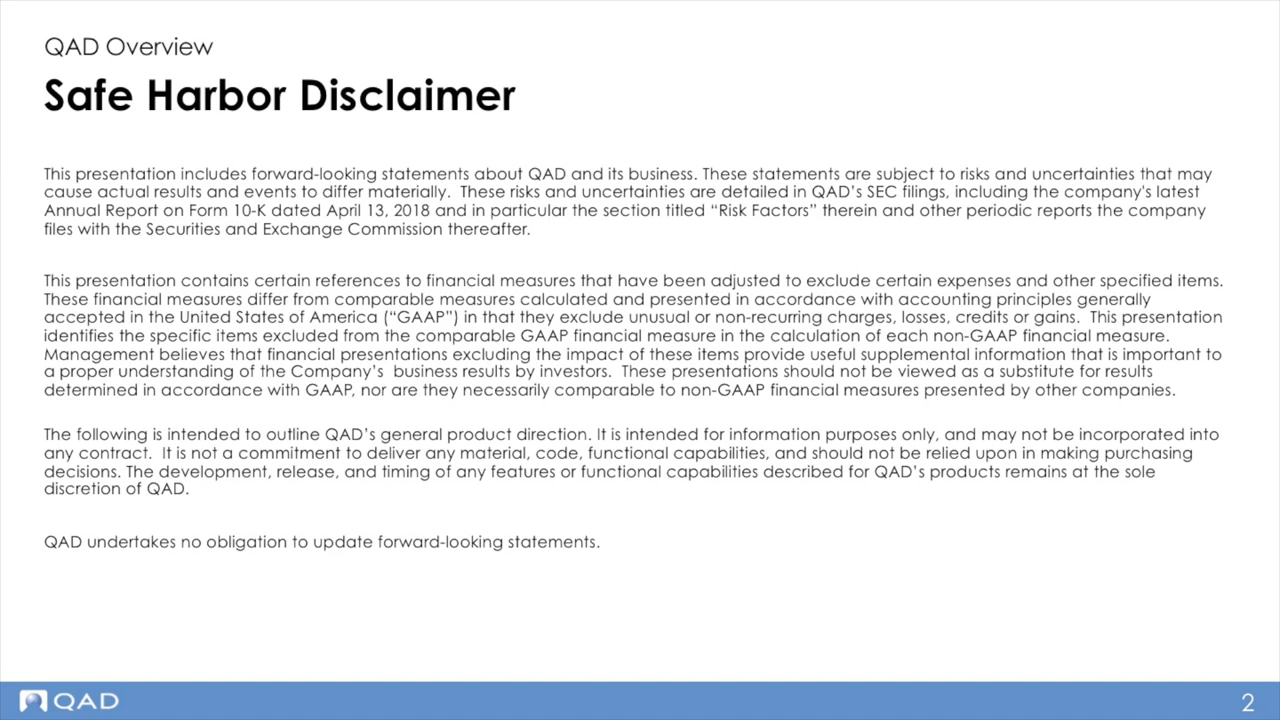 QAD Overview
Safe Harbor Disclaimer
This presentation includes forward-looking statements about QAD and its business. These statements are subject to risks and uncertainties that may
cause actual results and events to differ materially.  These risks and uncertainties are detailed in QAD’s SEC filings, including the company's latest
Annual Report on Form 10-K dated April 13, 2018 and in particular the section titled “Risk Factors” therein and other periodic reports the company
files with the Securities and Exchange Commission thereafter.
This presentation contains certain references to financial measures that have been adjusted to exclude certain expenses and other specified items.
These financial measures differ from comparable measures calculated and presented in accordance with accounting principles generally
accepted in the United States of America (“GAAP”) in that they exclude unusual or non-recurring charges, losses, credits or gains.  This presentation
identifies the specific items excluded from the comparable GAAP financial measure in the calculation of each non-GAAP financial measure.
Management believes that financial presentations excluding the impact of these items provide useful supplemental information that is important to
a proper understanding of the Company’s  business results by investors.  These presentations should not be viewed as a substitute for results
determined in accordance with GAAP, nor are they necessarily comparable to non-GAAP financial measures presented by other companies.
The following is intended to outline QAD’s general product direction. It is intended for information purposes only, and may not be incorporated into
any contract.  It is not a commitment to deliver any material, code, functional capabilities, and should not be relied upon in making purchasing
decisions. The development, release, and timing of any features or functional capabilities described for QAD’s products remains at the sole
discretion of QAD.
QAD undertakes no obligation to update forward-looking statements.
QAD
2